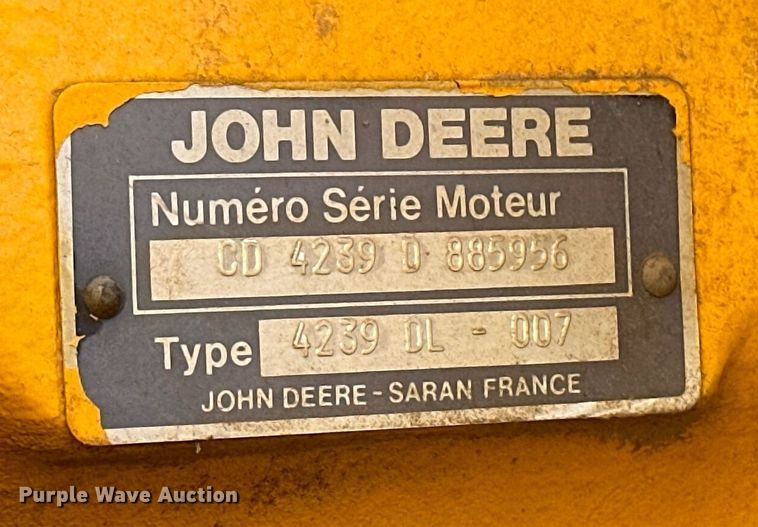 JOHN DEERE
Numéro Série Moteur
CD 4239 D 885956
Type 4239 DL - 007
JOHN DEERE - SARAN FRANCE
Purple Wave Auction